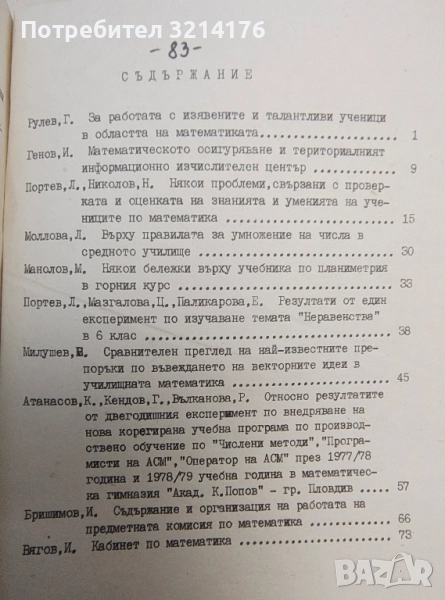 Потребител 3214176
- 83 -
СЪДЪРЖАНИЕ
Рулев,Г. За работата с изявените и талантливи ученици
в областта на математиката 1
Генов,И. Математическото осигуряване и териториалният
информационно изчислителен център 9
Портев,Л.,Николов,Н. Някои проблеми,свързани с провер-
ката и оценката на знанията и уменията на уче-
ниците по математика 15
Моллова,Л. Върху правилата за умножение на числа в
средното училище 30
Манолов,М. Някои бележки върху учебника по планиметрия
в горния курс 33
Портев,Л.,Мазгалова,Ц.,Паликарова,Е. Резултати от един
експеримент по изучаване темата "Неравенства"
в 6 клас 38
Милушев, Сравнителен преглед на най-известните пре-
поръки по въвеждането на векторните идеи в
училищната математика 45
Атанасов,К.,Кендов,Г.,Вълканова,Р. Относно резултатите
от двегодишния експеримент по внедряване на
нова корегирана учебна програма по производ-
ствено обучение по "Числени методи","Програ-
мисти на АСМ","Оператор на АСМ" през 1977/78
година и 1978/79 учебна година в математичес-
ка гимназия "Акад. К.Попов" - гр. Пловдив 57
Бришимов,И. Съдържание и организация на работата на
предметната комисия по математика 66
Вягов,И. Кабинет по математика 73
BAZAR